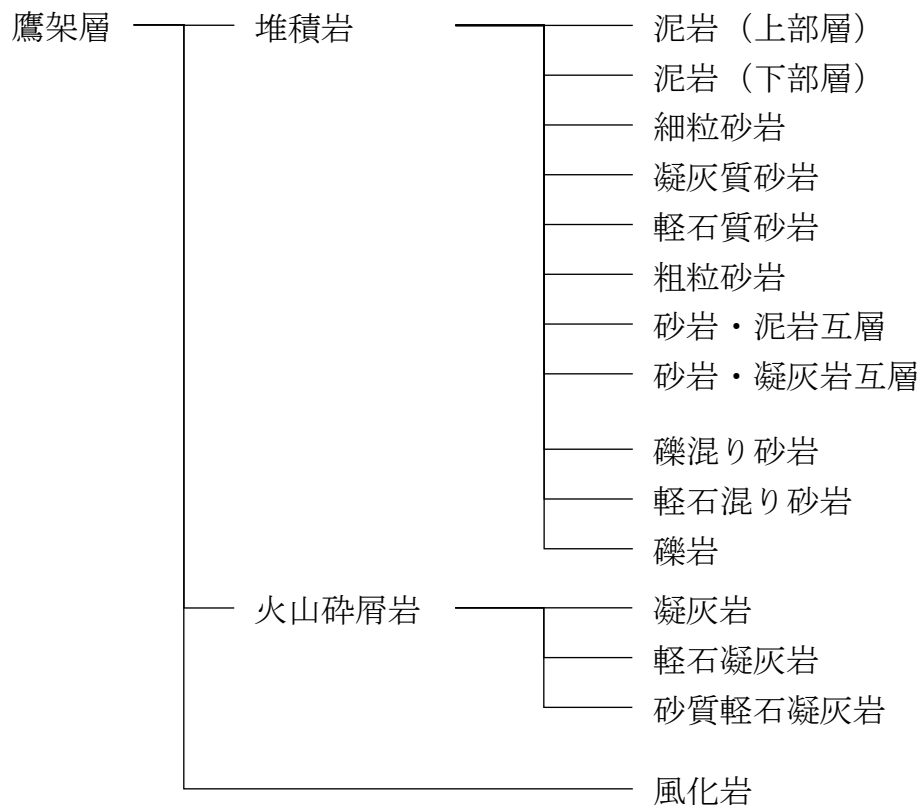 鷹架層 堆積岩 泥岩（上部層）
泥岩（下部層）
細粒砂岩
凝灰質砂岩
軽石質砂岩
粗粒砂岩
砂岩・泥岩互層
砂岩・凝灰岩互層
礫混り砂岩
軽石混り砂岩
礫岩
火山砕屑岩 凝灰岩
軽石凝灰岩
砂質軽石凝灰岩
風化岩